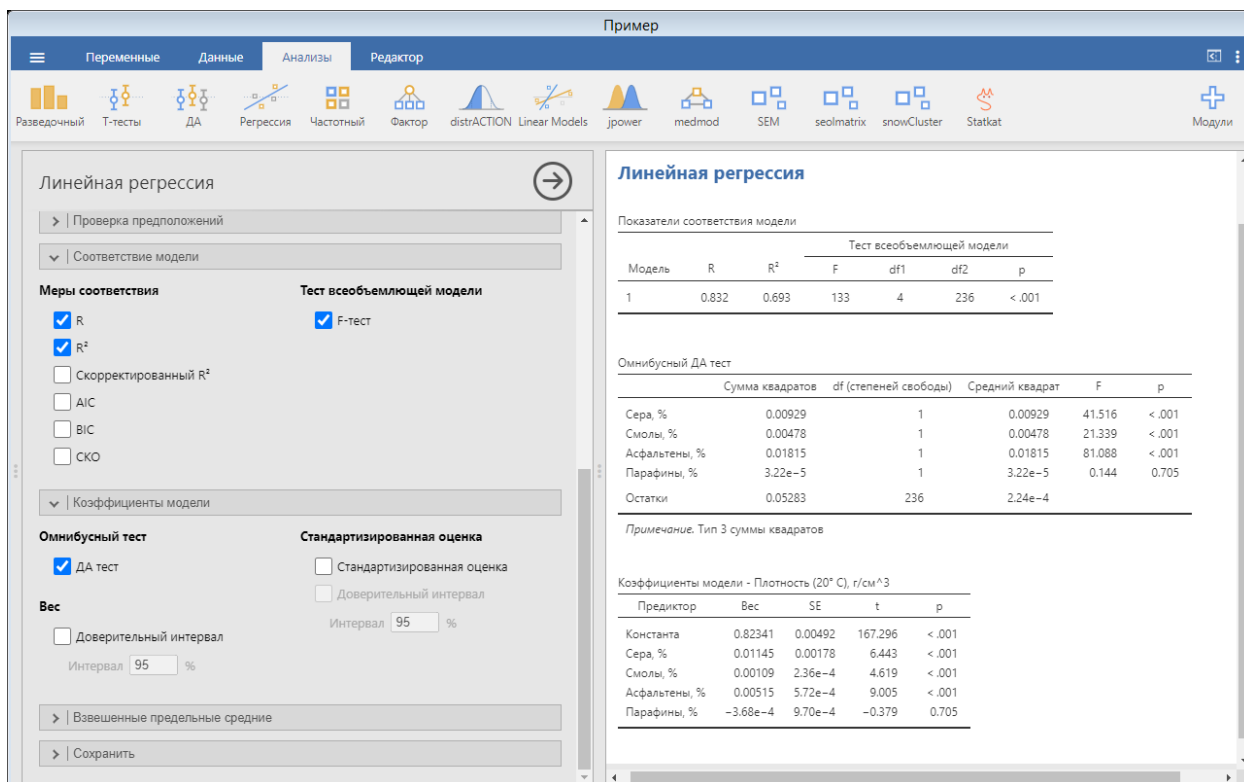 Пример
Переменные Данные Анализы Редактор
Разведочный Т-тесты ДА Регрессия Частотный Фактор distrACTION Linear Models jpower medmod SEM seolmatrix snowCluster Statkat Модули
Линейная регрессия
Проверка предположений
Соответствие модели
Меры соответствия Тест всеобъемлющей модели
R F-тест
R²
Скорректированный R²
AIC
BIC
СКО
Коэффициенты модели
Омнибусный тест Стандартизированная оценка
ДА тест Стандартизированная оценка
Доверительный интервал
Интервал 95 %
Вес
Доверительный интервал
Интервал 95 %
Взвешенные предельные средние
Сохранить
Линейная регрессия
Показатели соответствия модели
Тест всеобъемлющей модели
Модель R R² F df1 df2 p
1 0.832 0.693 133 4 236 < .001
Омнибусный ДА тест
Сумма квадратов df (степеней свободы) Средний квадрат F p
Сера, % 0.00929 1 0.00929 41.516 < .001
Смолы, % 0.00478 1 0.00478 21.339 < .001
Асфальтены, % 0.01815 1 0.01815 81.088 < .001
Парафины, % 3.22e−5 1 3.22e−5 0.144 0.705
Остатки 0.05283 236 2.24e−4
Примечание. Тип 3 суммы квадратов
Коэффициенты модели - Плотность (20° C), г/см^3
Предиктор Вес SE t p
Константа 0.82341 0.00492 167.296 < .001
Сера, % 0.01145 0.00178 6.443 < .001
Смолы, % 0.00109 2.36e−4 4.619 < .001
Асфальтены, % 0.00515 5.72e−4 9.005 < .001
Парафины, % −3.68e−4 9.70e−4 −0.379 0.705